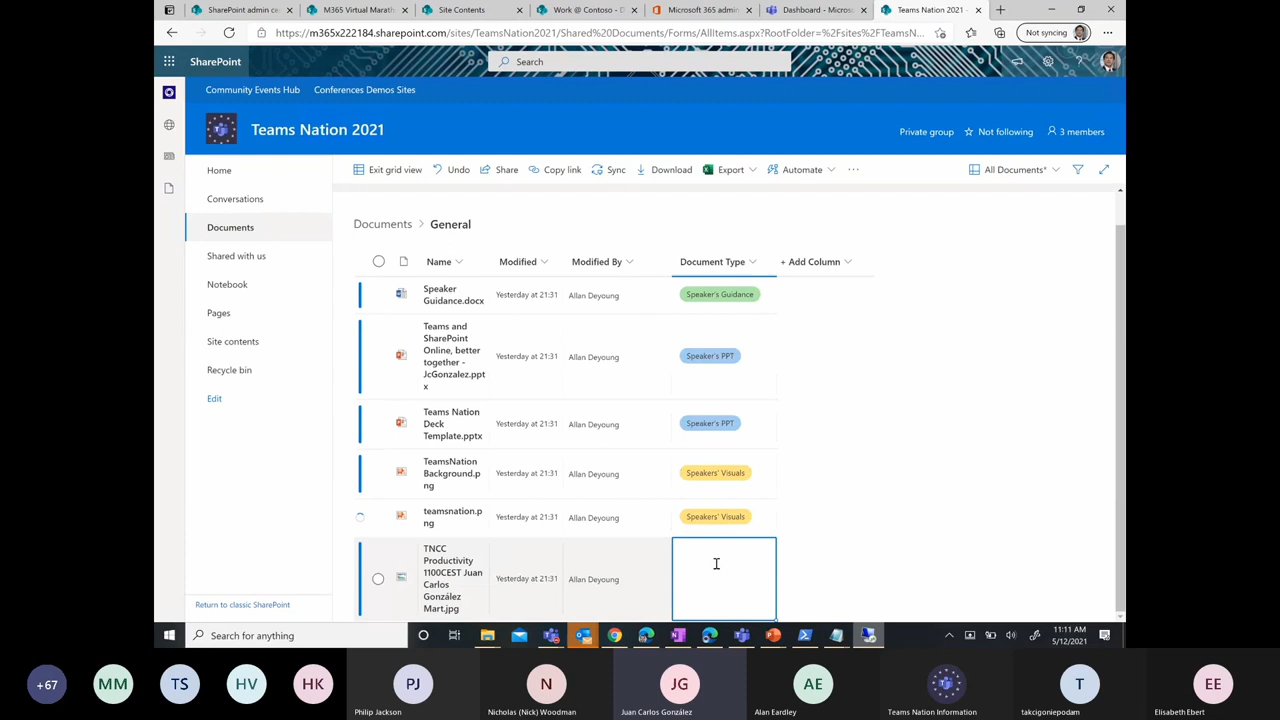 SharePoint admin ce
M365 Virtual Marath
Site Contents
Work @ Contoso - D
Microsoft 365 admin
Dashboard - Microso
Teams Nation 2021 -
https://m365x222184.sharepoint.com/sites/TeamsNation2021/Shared%20Documents/Forms/AllItems.aspx?RootFolder=%2Fsites%2FTeamsN...
Not syncing
SharePoint
Search
Community Events Hub
Conferences Demos Sites
Teams Nation 2021
Private group
Not following
3 members
Home
Conversations
Documents
Shared with us
Notebook
Pages
Site contents
Recycle bin
Edit
Return to classic SharePoint
Exit grid view
Undo
Share
Copy link
Sync
Download
Export
Automate
All Documents*
Documents > General
Name
Modified
Modified By
Document Type
+ Add Column
Speaker
Guidance.docx
Yesterday at 21:31
Allan Deyoung
Speaker's Guidance
Teams and
SharePoint
Online, better
together -
JcGonzalez.ppt
x
Yesterday at 21:31
Allan Deyoung
Speaker's PPT
Teams Nation
Deck
Template.pptx
Yesterday at 21:31
Allan Deyoung
Speaker's PPT
TeamsNation
Background.p
ng
Yesterday at 21:31
Allan Deyoung
Speakers' Visuals
teamsnation.p
ng
Yesterday at 21:31
Allan Deyoung
Speakers' Visuals
TNCC
Productivity
1100CEST Juan
Carlos
González
Mart.jpg
Yesterday at 21:31
Allan Deyoung
Search for anything
11:11 AM
5/12/2021
+67
MM
TS
HV
HK
PJ
Philip Jackson
N
Nicholas (Nick) Woodman
JG
Juan Carlos González
AE
Alan Eardley
Teams Nation Information
T
takcigoniepodam
EE
Elisabeth Ebert